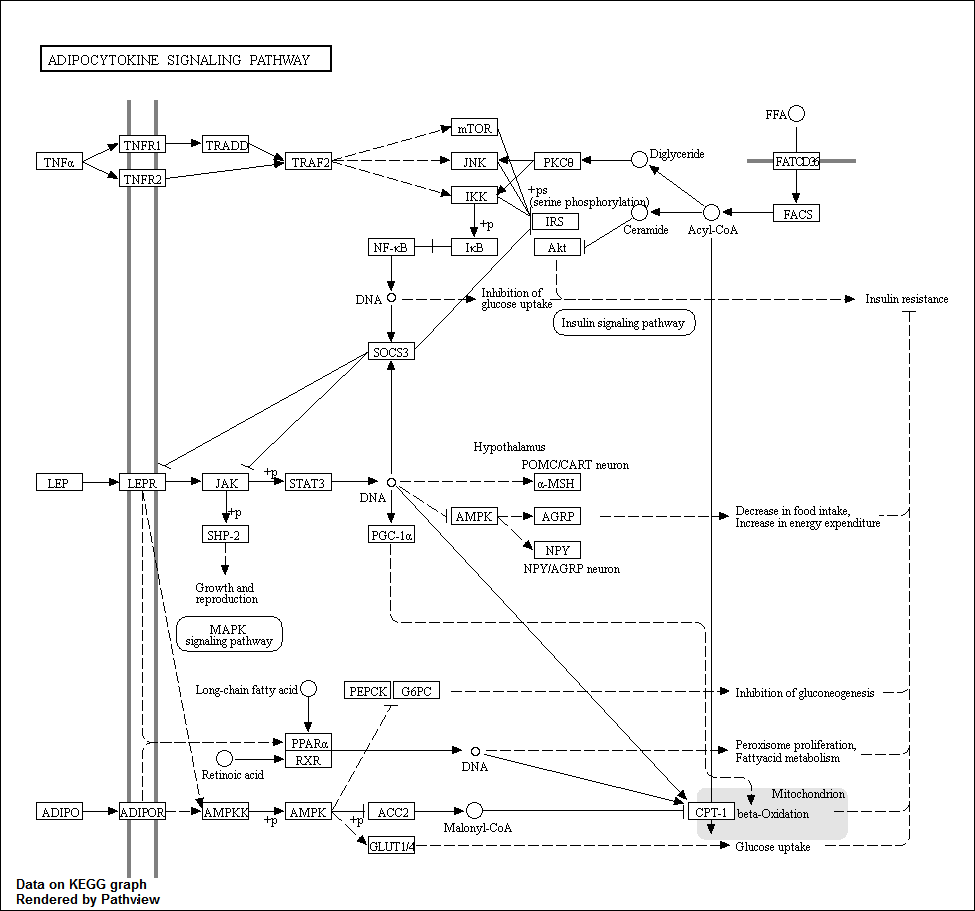 ADIPOCYTOKINE SIGNALING PATHWAY
FFA
mTOR
TNFα
TNFR1
TRADD
TRAF2
JNK
PKCθ
Diglyceride
FATCD36
TNFR2
IKK
+ps
(serine phosphorylation)
+p
IRS
Ceramide
Acyl-CoA
FACS
NF-κB
IκB
Akt
DNA
Inhibition of
glucose uptake
Insulin resistance
Insulin signaling pathway
SOCS3
Hypothalamus
POMC/CART neuron
LEP
LEPR
JAK
+p
STAT3
DNA
α-MSH
+p
SHP-2
PGC-1α
AMPK
AGRP
Decrease in food intake,
Increase in energy expenditure
NPY
NPY/AGRP neuron
Growth and
reproduction
MAPK
signaling pathway
Long-chain fatty acid
PEPCK
G6PC
Inhibition of gluconeogenesis
PPARα
RXR
Retinoic acid
DNA
Peroxisome proliferation,
Fattyacid metabolism
Mitochondrion
ADIPO
ADIPOR
AMPKK
+p
AMPK
+p
ACC2
Malonyl-CoA
CPT-1
beta-Oxidation
GLUT1/4
Glucose uptake
Data on KEGG graph
Rendered by Pathview